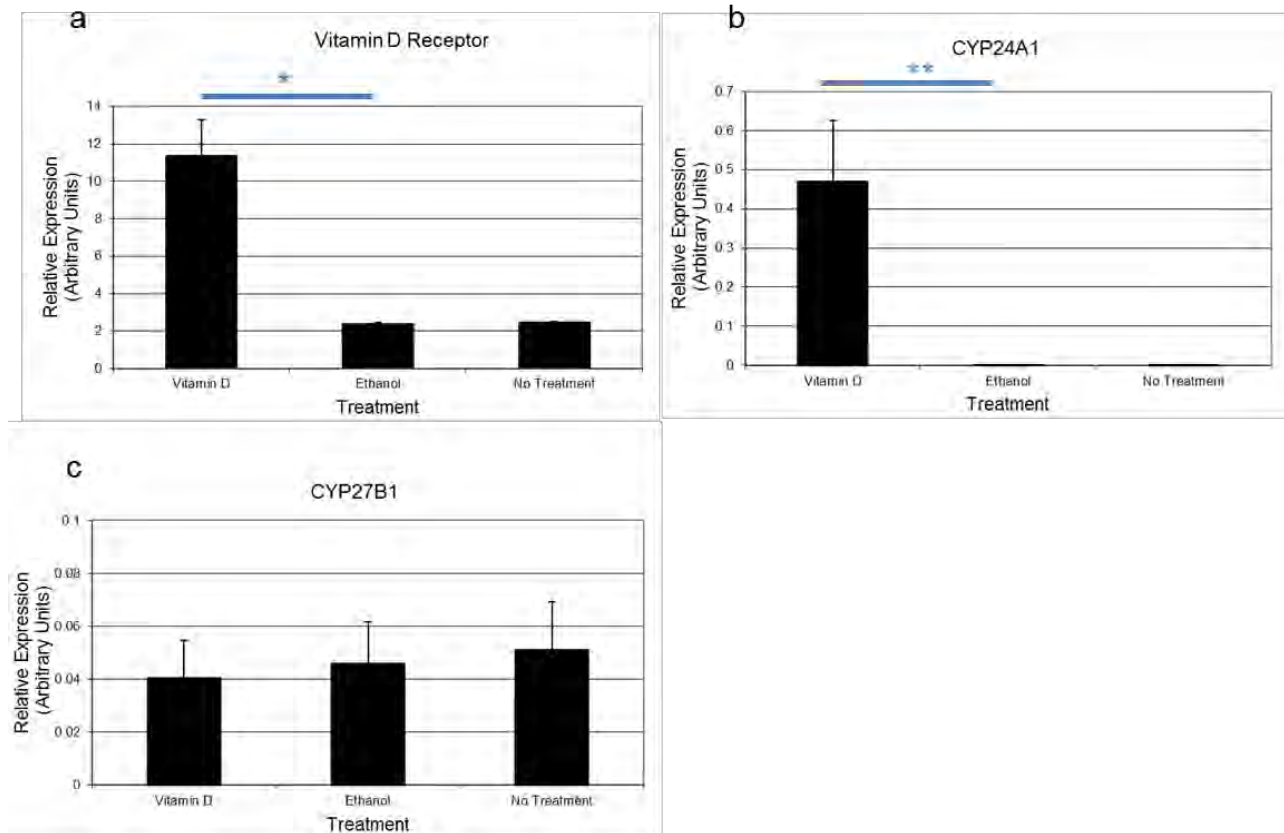 a
Vitamin D Receptor
*
14
12
10
8
6
4
2
0
Relative Expression
(Arbitrary Units)
Vitamin D Ethanol No Treatment
Treatment
b
CYP24A1
**
0.7
0.6
0.5
0.4
0.3
0.2
0.1
0
Relative Expression
(Arbitrary Units)
Vitamin D Ethanol No Treatment
Treatment
c
CYP27B1
0.1
0.08
0.06
0.04
0.02
0
Relative Expression
(Arbitrary Units)
Vitamin D Ethanol No Treatment
Treatment